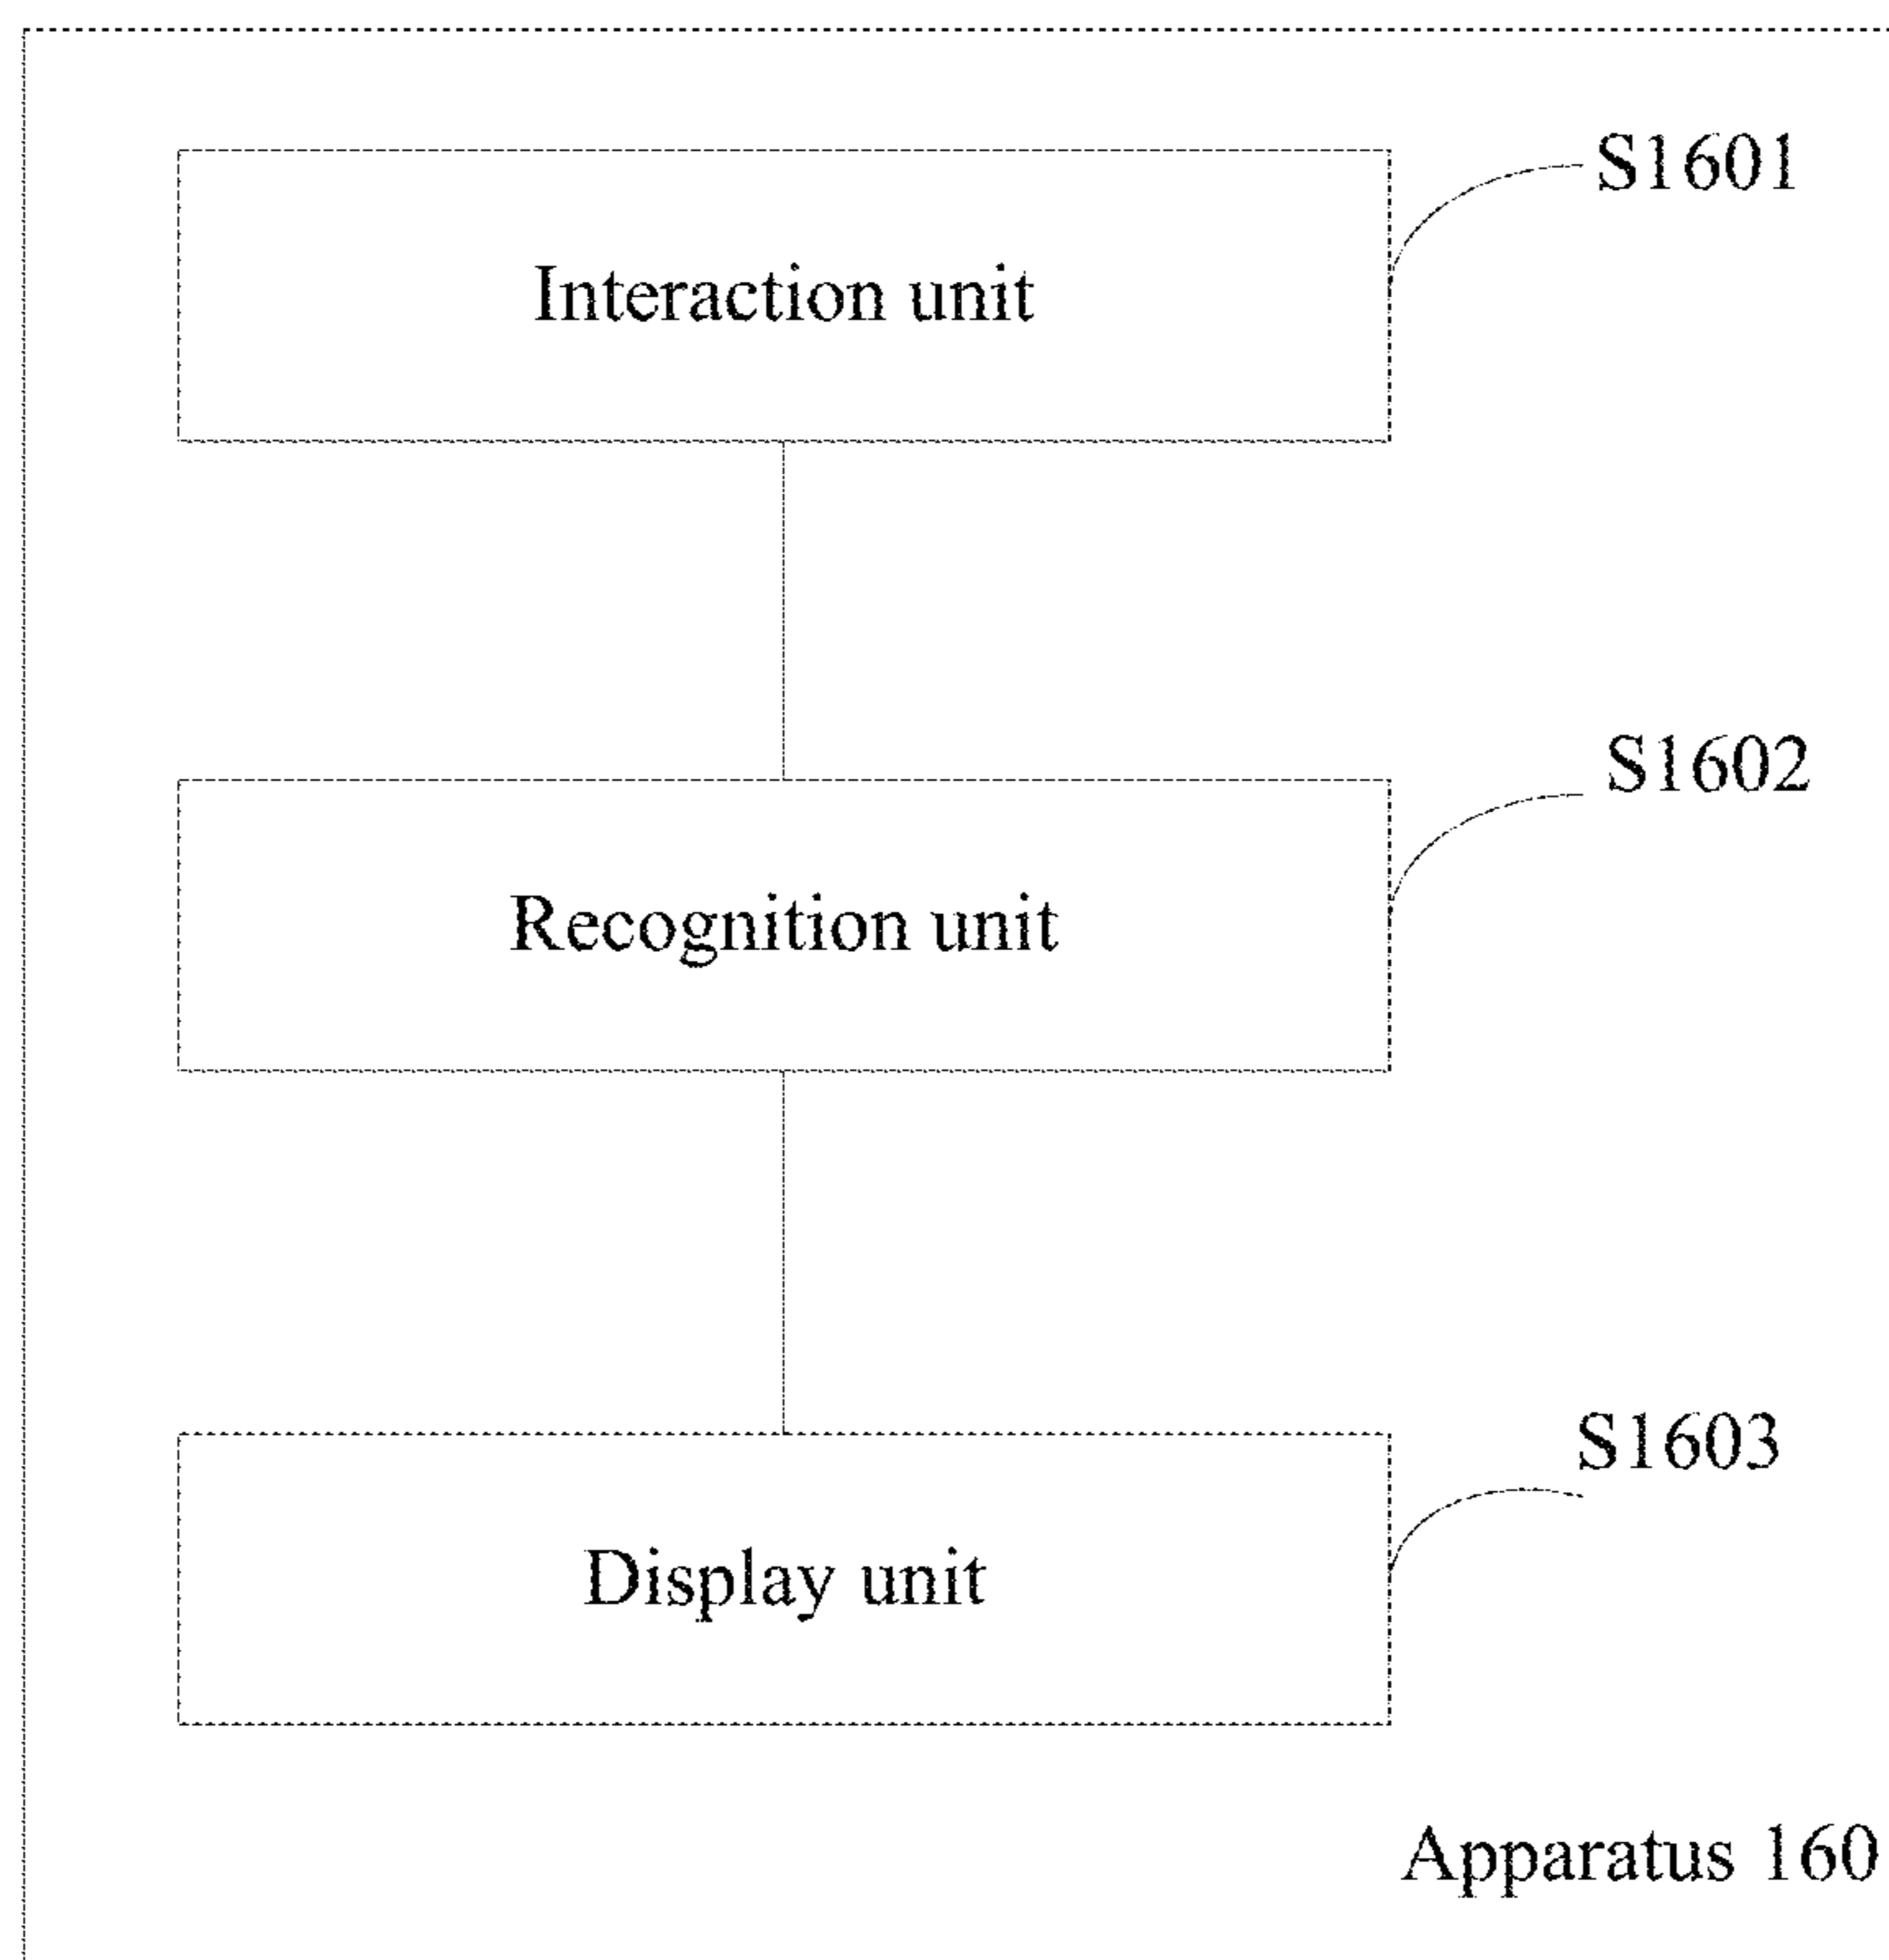 S1601
Interaction unit
S1602
Recognition unit
S1603
Display unit
Apparatus 160